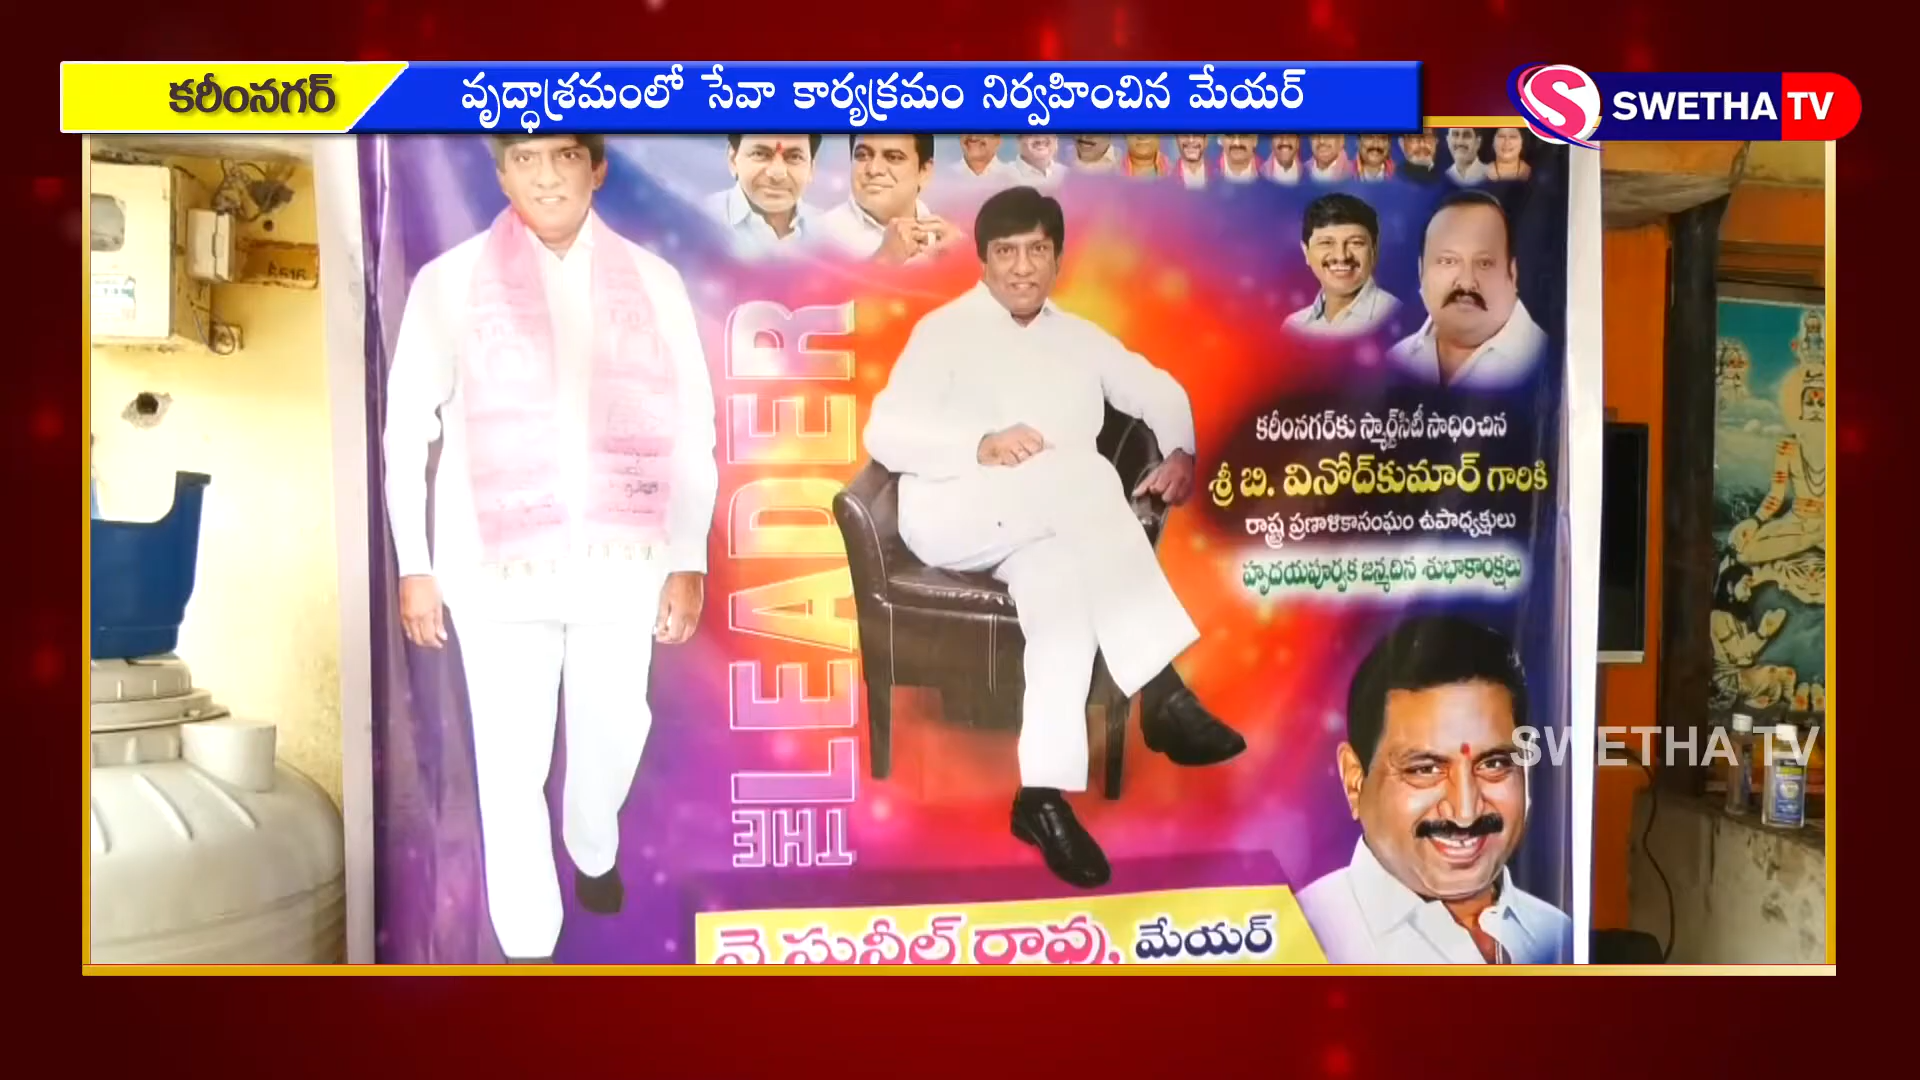 కరీంనగర్
వృద్ధాశ్రమంలో సేవా కార్యక్రమం నిర్వహించిన మేయర్
SWETHA TV
THE LEADER
కరీంనగర్‌కు స్మార్ట్‌సిటీ సాధించిన
శ్రీ బి. వినోద్‌కుమార్ గారికి
రాష్ట్ర ప్రణాళికాసంఘం ఉపాధ్యక్షులు
హృదయపూర్వక జన్మదిన శుభాకాంక్షలు
SWETHA TV
వై సునీల్ రావు, మేయర్